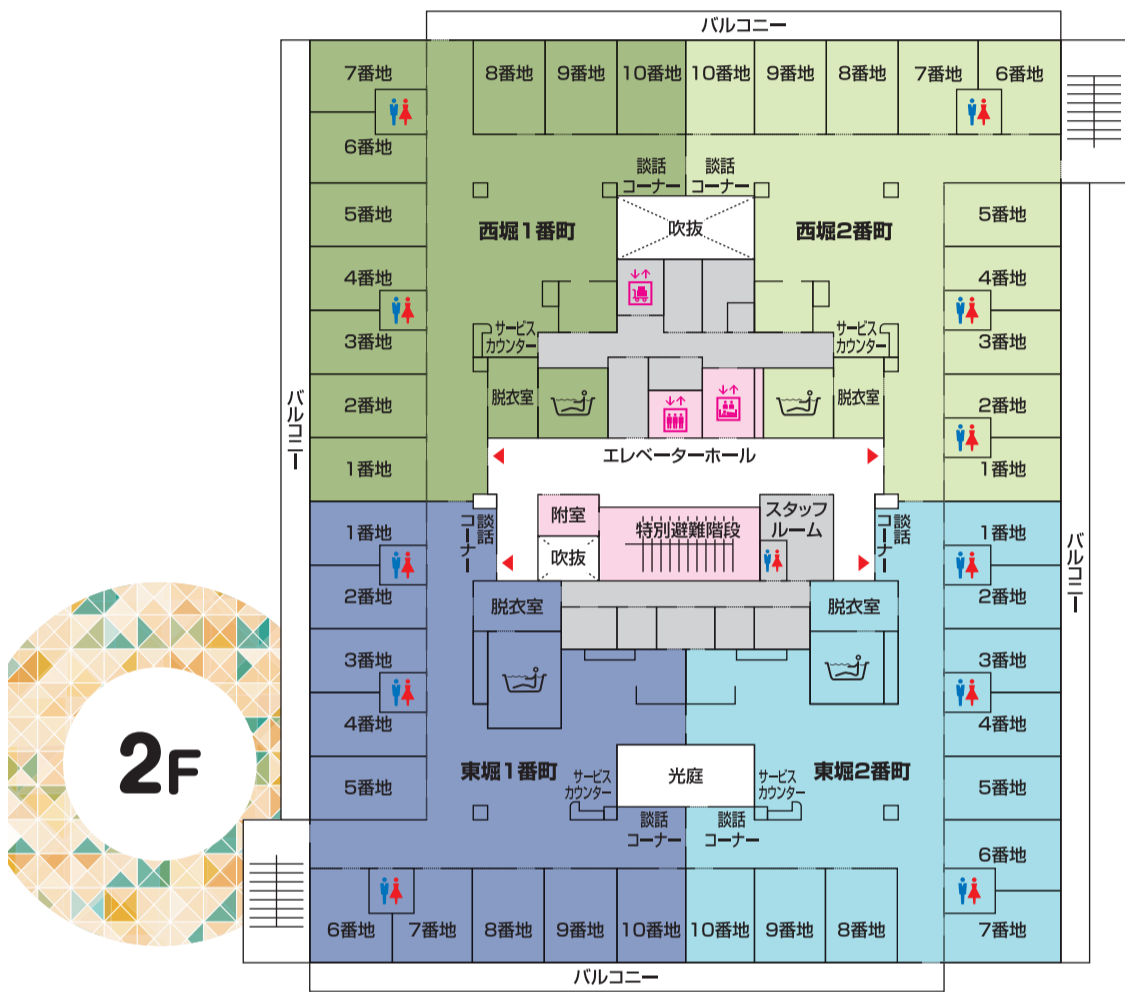 バルコニー
7番地
8番地
9番地
10番地
10番地
9番地
8番地
7番地
6番地
6番地
談話
コーナー
談話
コーナー
5番地
西堀1番町
吹抜
西堀2番町
5番地
4番地
4番地
サービス
カウンター
サービス
カウンター
3番地
3番地
バルコニー
2番地
脱衣室
脱衣室
2番地
1番地
エレベーターホール
1番地
1番地
談話
コーナー
附室
特別避難階段
スタッフ
ルーム
談話
コーナー
1番地
バルコニー
吹抜
2番地
脱衣室
脱衣室
2番地
3番地
3番地
4番地
4番地
2F
東堀1番町
サービス
カウンター
光庭
サービス
カウンター
東堀2番町
5番地
5番地
談話
コーナー
談話
コーナー
6番地
6番地
7番地
8番地
9番地
10番地
10番地
9番地
8番地
7番地
バルコニー